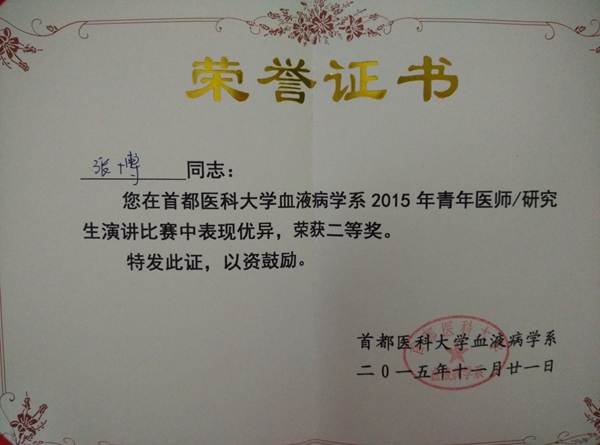 荣誉证书
张博 同志：
您在首都医科大学血液病学系 2015 年青年医师/研究
生演讲比赛中表现优异，荣获二等奖。
特发此证，以资鼓励。
首都医科大学血液病学系
二〇一五年十一月廿一日